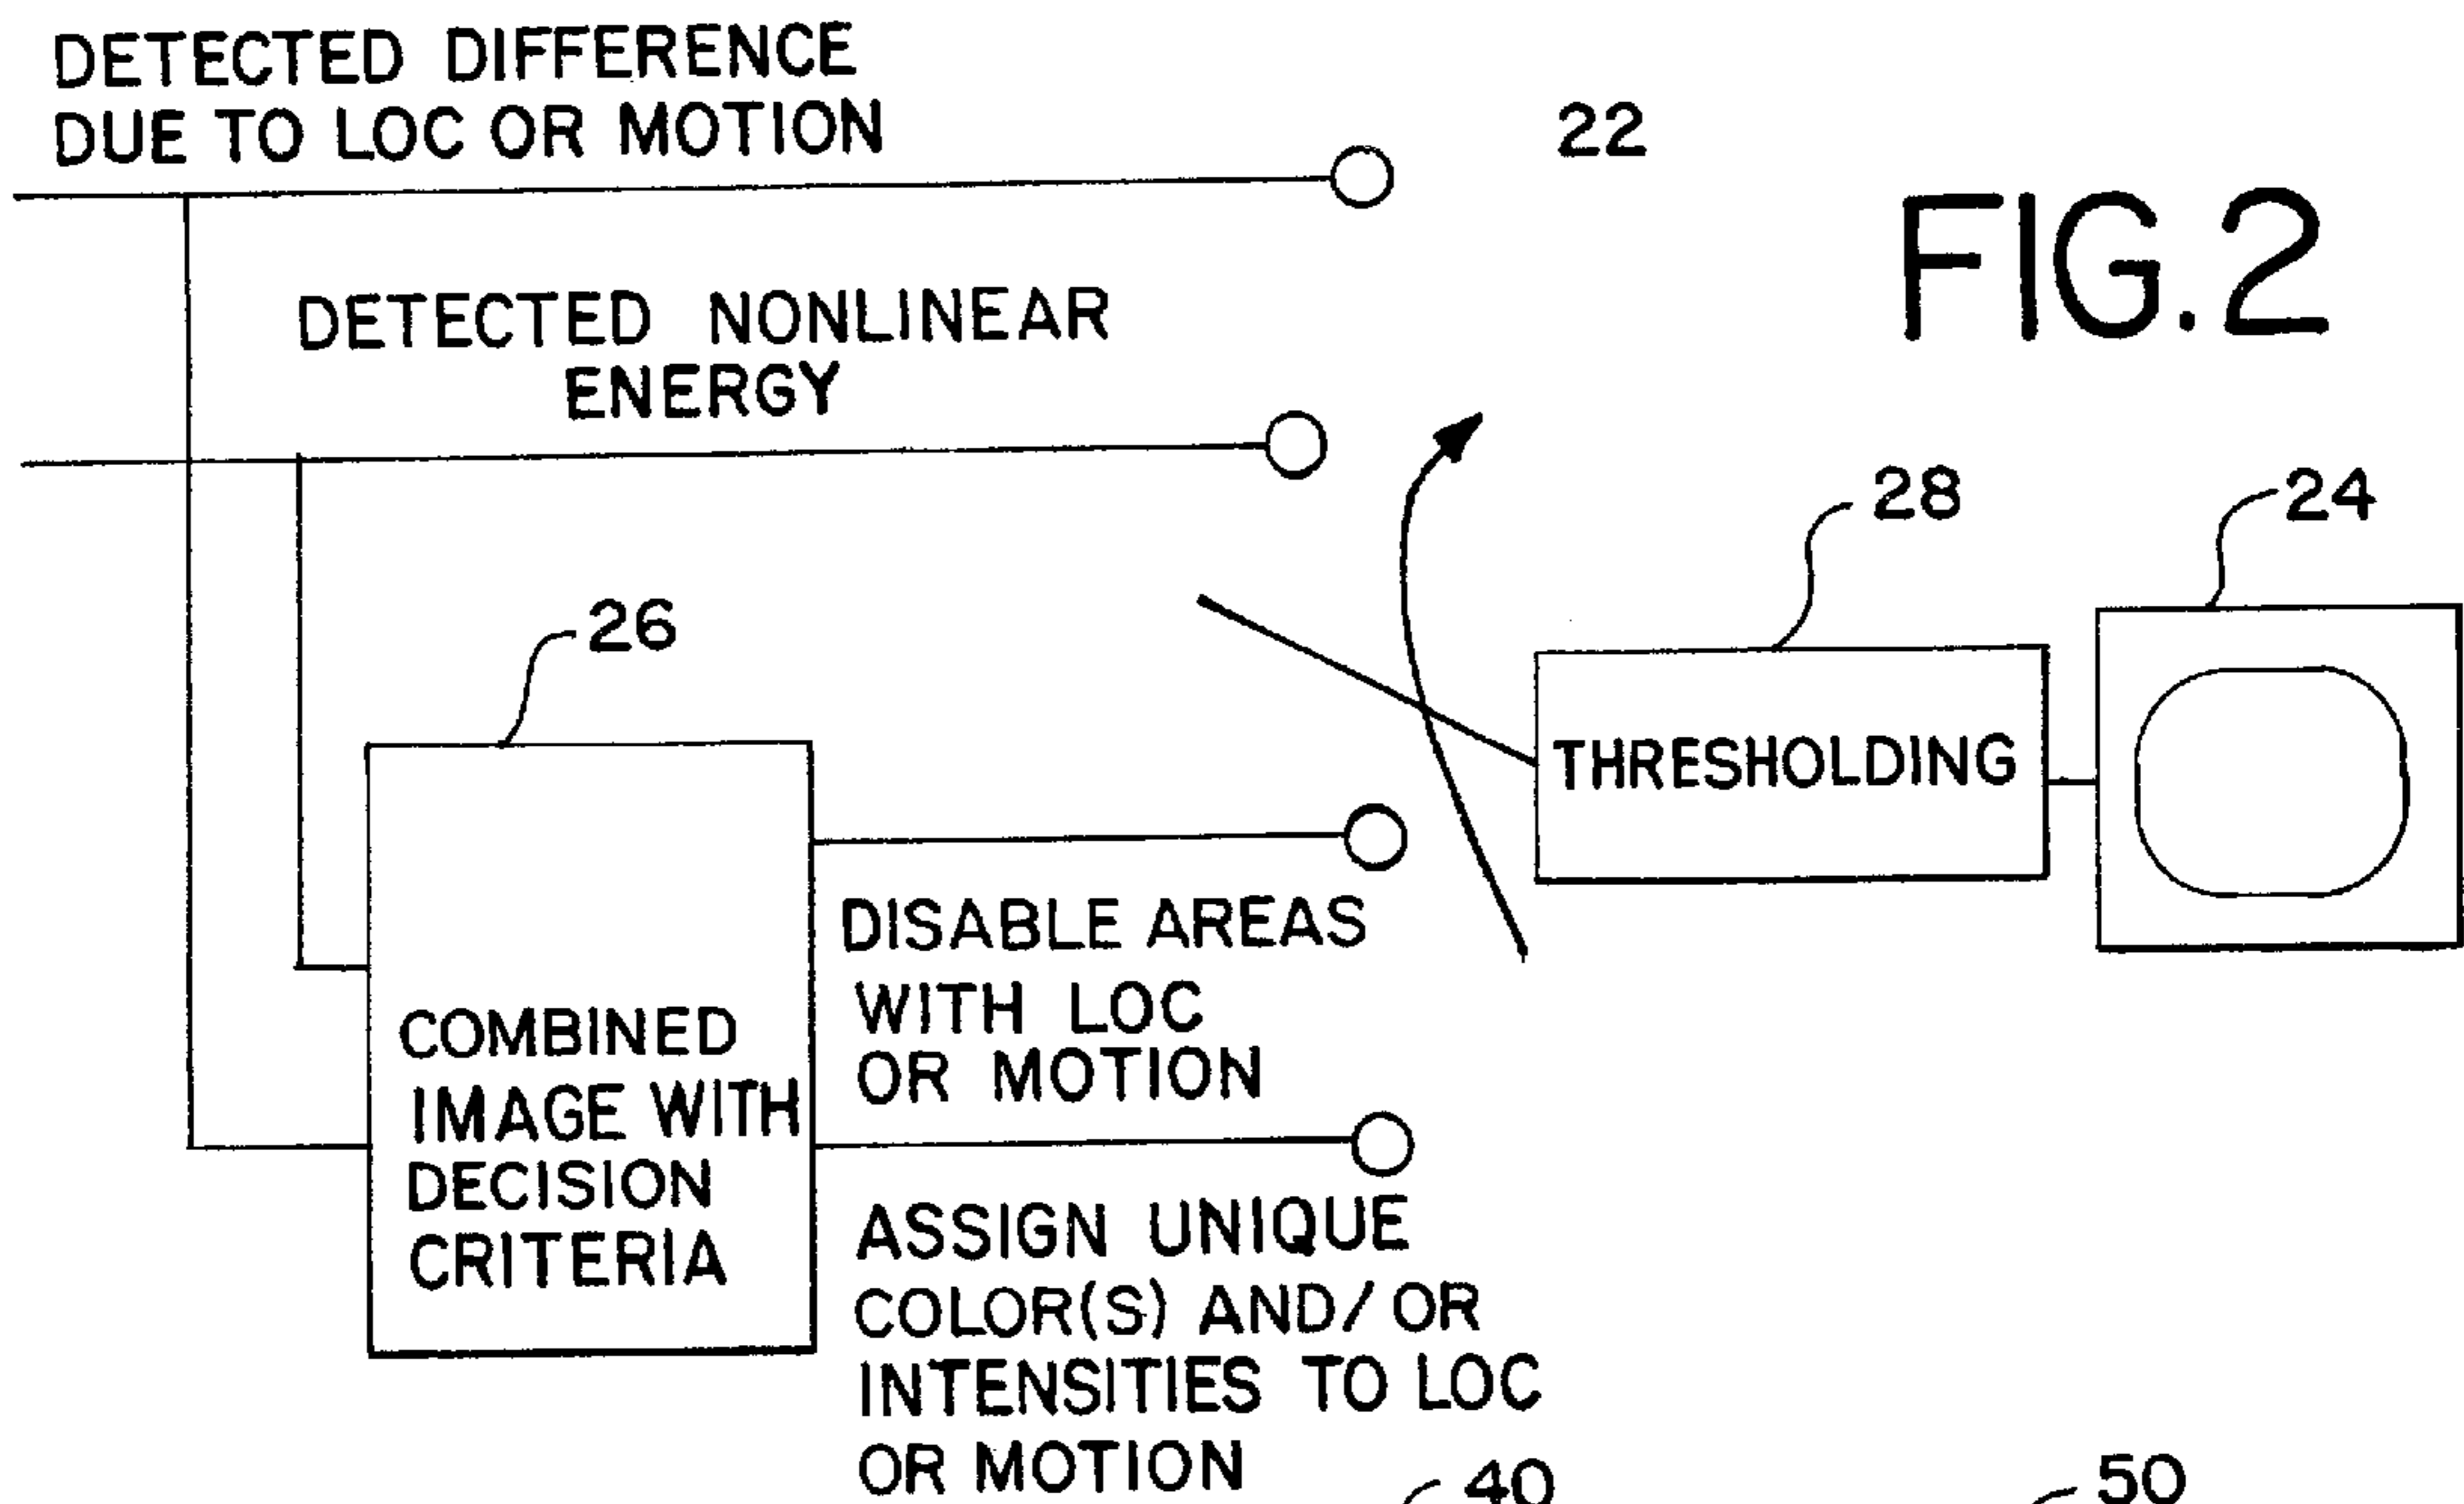 DETECTED DIFFERENCE
DUE TO LOC OR MOTION
22
FIG.2
DETECTED NONLINEAR
ENERGY
28
24
26
THRESHOLDING
DISABLE AREAS
WITH LOC
OR MOTION
COMBINED
IMAGE WITH
DECISION
CRITERIA
ASSIGN UNIQUE
COLOR(S) AND/OR
INTENSITIES TO LOC
OR MOTION
40
50